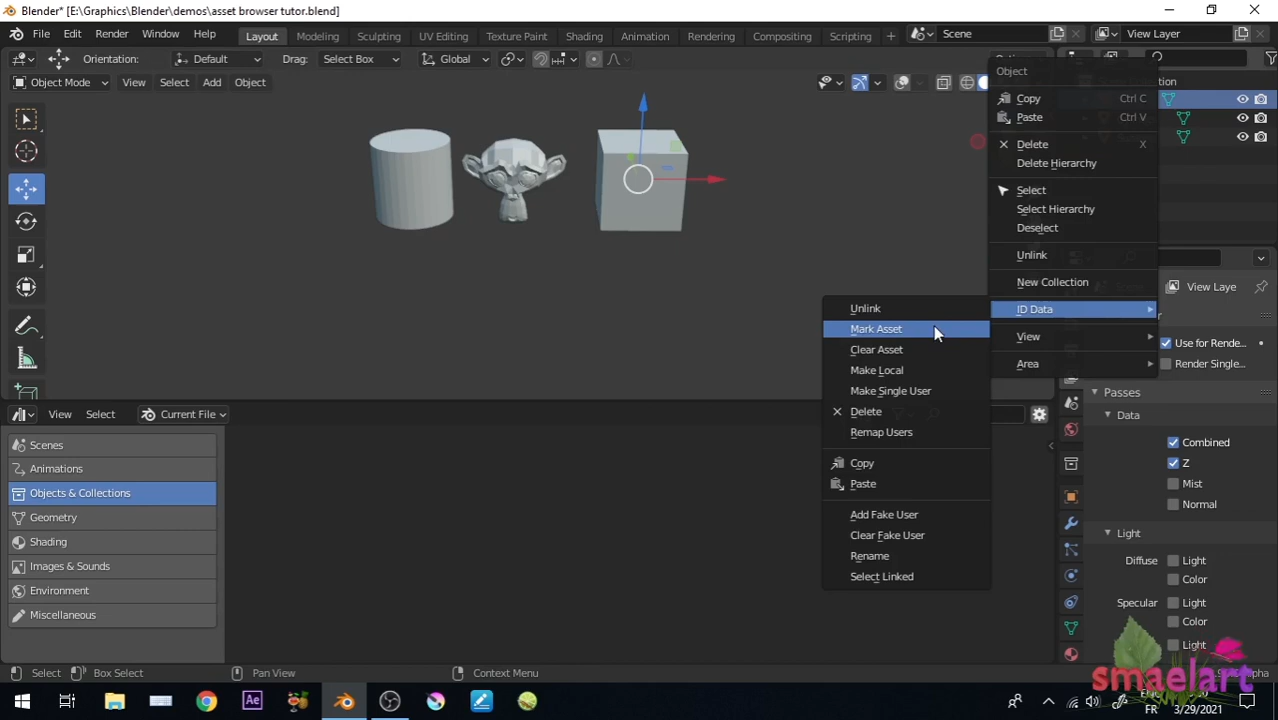 Blender* [E:\Graphics\Blender\demos\asset browser tutor.blend]
File Edit Render Window Help Layout Modeling Sculpting UV Editing Texture Paint Shading Animation Rendering Compositing Scripting + Scene View Layer
Orientation: Default Drag: Select Box Global
Object Mode View Select Add Object
Object
Copy Ctrl C
Paste Ctrl V
Delete X
Delete Hierarchy
Select
Select Hierarchy
Deselect
Unlink
New Collection
ID Data
View
Area
Unlink
Mark Asset
Clear Asset
Make Local
Make Single User
Delete
Remap Users
Copy
Paste
Add Fake User
Clear Fake User
Rename
Select Linked
View Laye
Use for Rende...
Render Single...
Passes
Data
Combined
Z
Mist
Normal
Light
Diffuse Light
Color
Specular Light
Color
Light
View Select Current File
Scenes
Animations
Objects & Collections
Geometry
Shading
Images & Sounds
Environment
Miscellaneous
Select Box Select Pan View Context Menu
smaelart
Ae
FR 3/29/2021